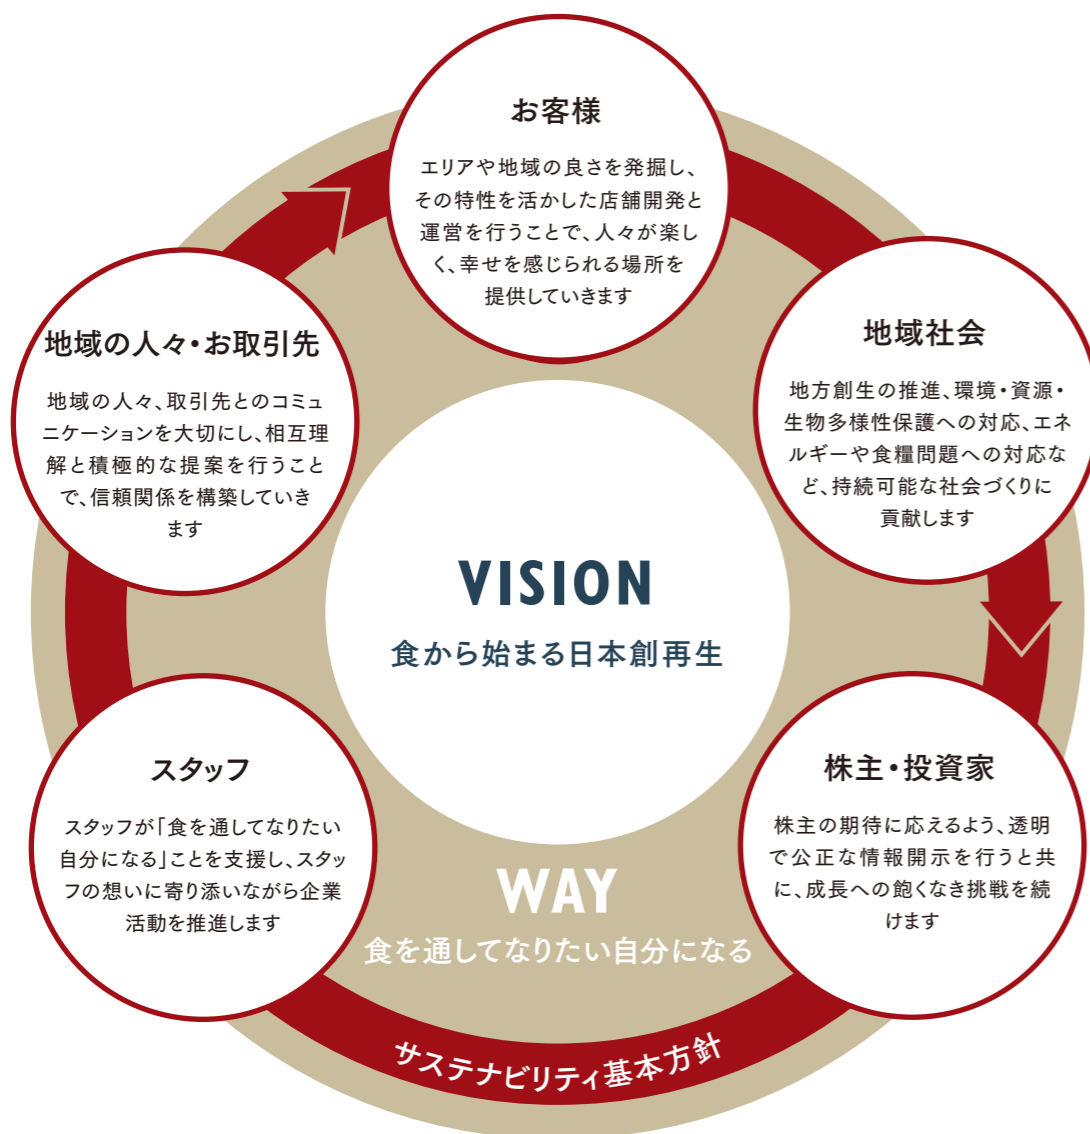 お客様
エリアや地域の良さを発掘し、
その特性を活かした店舗開発と
運営を行うことで、人々が楽し
く、幸せを感じられる場所を
提供していきます
地域社会
地方創生の推進、環境・資源・
生物多様性保護への対応、エネ
ルギーや食糧問題への対応な
ど、持続可能な社会づくりに
貢献します
株主・投資家
株主の期待に応えるよう、透明
で公正な情報開示を行うと共
に、成長への飽くなき挑戦を続
けます
スタッフ
スタッフが「食を通してなりたい
自分になる」ことを支援し、スタッ
フの想いに寄り添いながら企業
活動を推進します
地域の人々・お取引先
地域の人々、取引先とのコミュ
ニケーションを大切にし、相互理
解と積極的な提案を行うこと
で、信頼関係を構築していき
ます
VISION
食から始まる日本創再生
WAY
食を通してなりたい自分になる
サステナビリティ基本方針